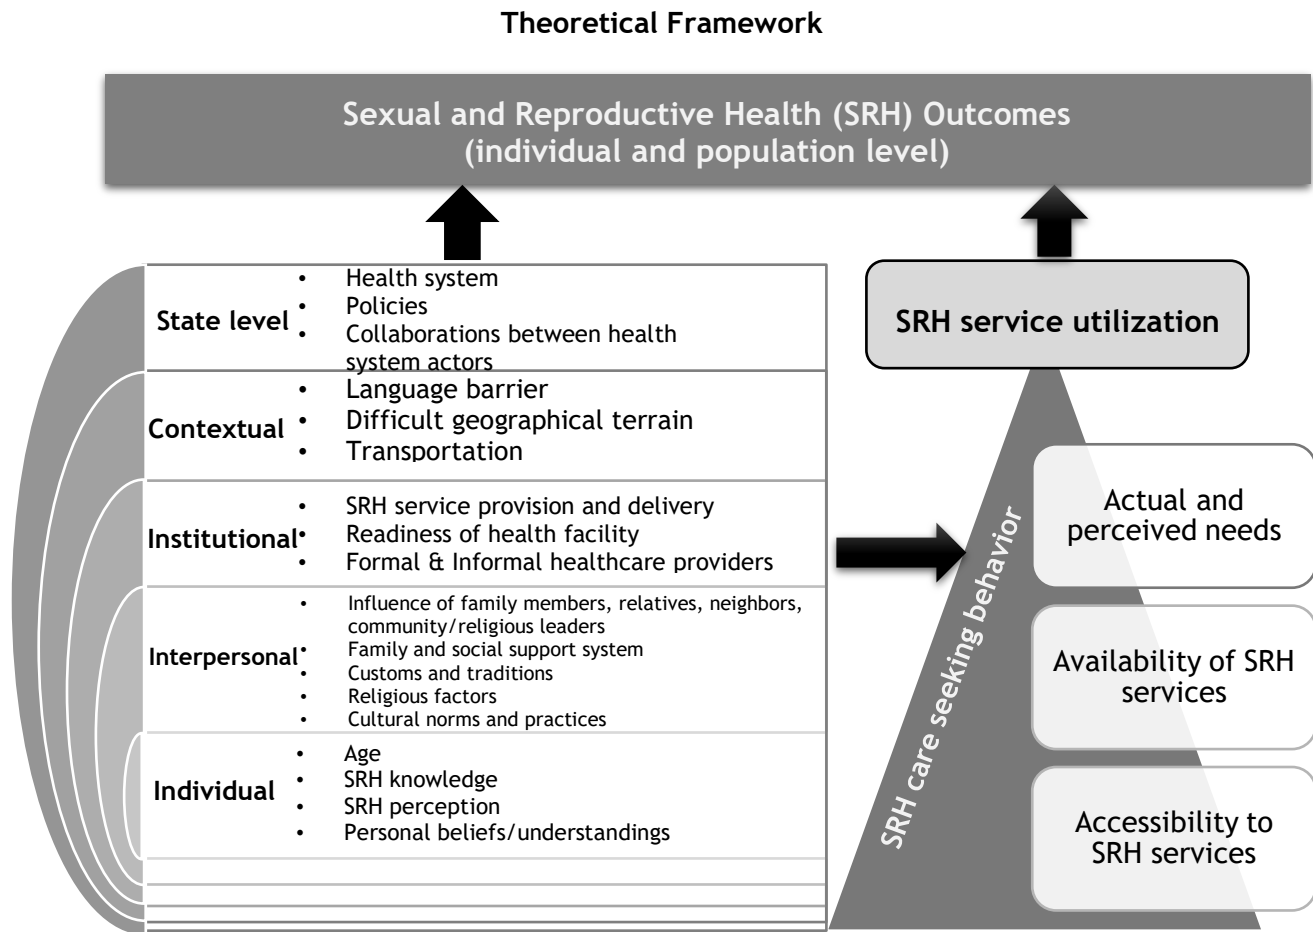 Theoretical Framework
Sexual and Reproductive Health (SRH) Outcomes
(individual and population level)
State level
• Health system
• Policies
• Collaborations between health
system actors
Contextual
• Language barrier
• Difficult geographical terrain
• Transportation
Institutional
• SRH service provision and delivery
• Readiness of health facility
• Formal & Informal healthcare providers
Interpersonal
• Influence of family members, relatives, neighbors,
community/religious leaders
• Family and social support system
• Customs and traditions
• Religious factors
• Cultural norms and practices
Individual
• Age
• SRH knowledge
• SRH perception
• Personal beliefs/understandings
SRH service utilization
SRH care seeking behavior
Actual and
perceived needs
Availability of SRH
services
Accessibility to
SRH services